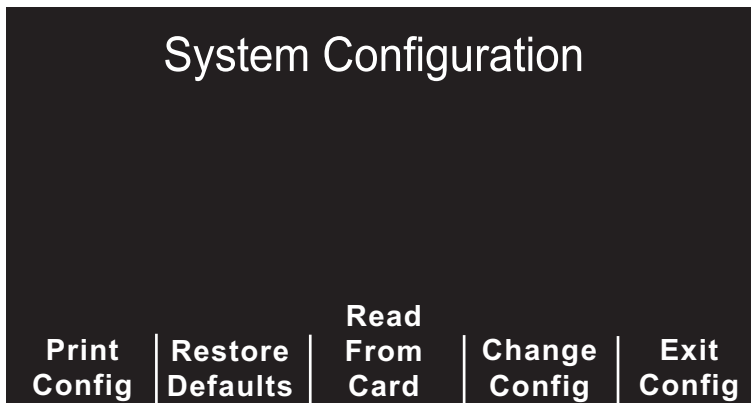 System Configuration
Print
Config
Restore
Defaults
Read
From
Card
Change
Config
Exit
Config